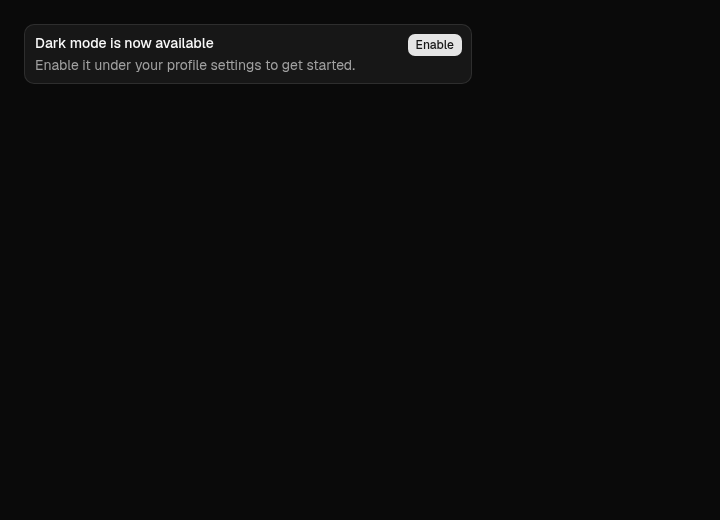 Dark mode is now available
Enable
Enable it under your profile settings to get started.